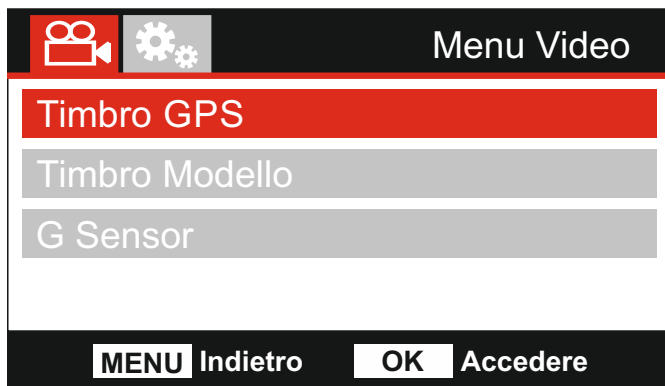 Menu Video
Timbro GPS
Timbro Modello
G Sensor
MENU Indietro OK Accedere